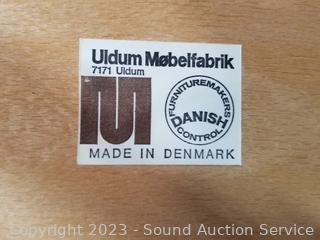 Uldum Møbelfabrik
7171 Uldum
FURNITUREMAKERS
DANISH
CONTROL
MADE IN DENMARK
Copyright 2023 - Sound Auction Service